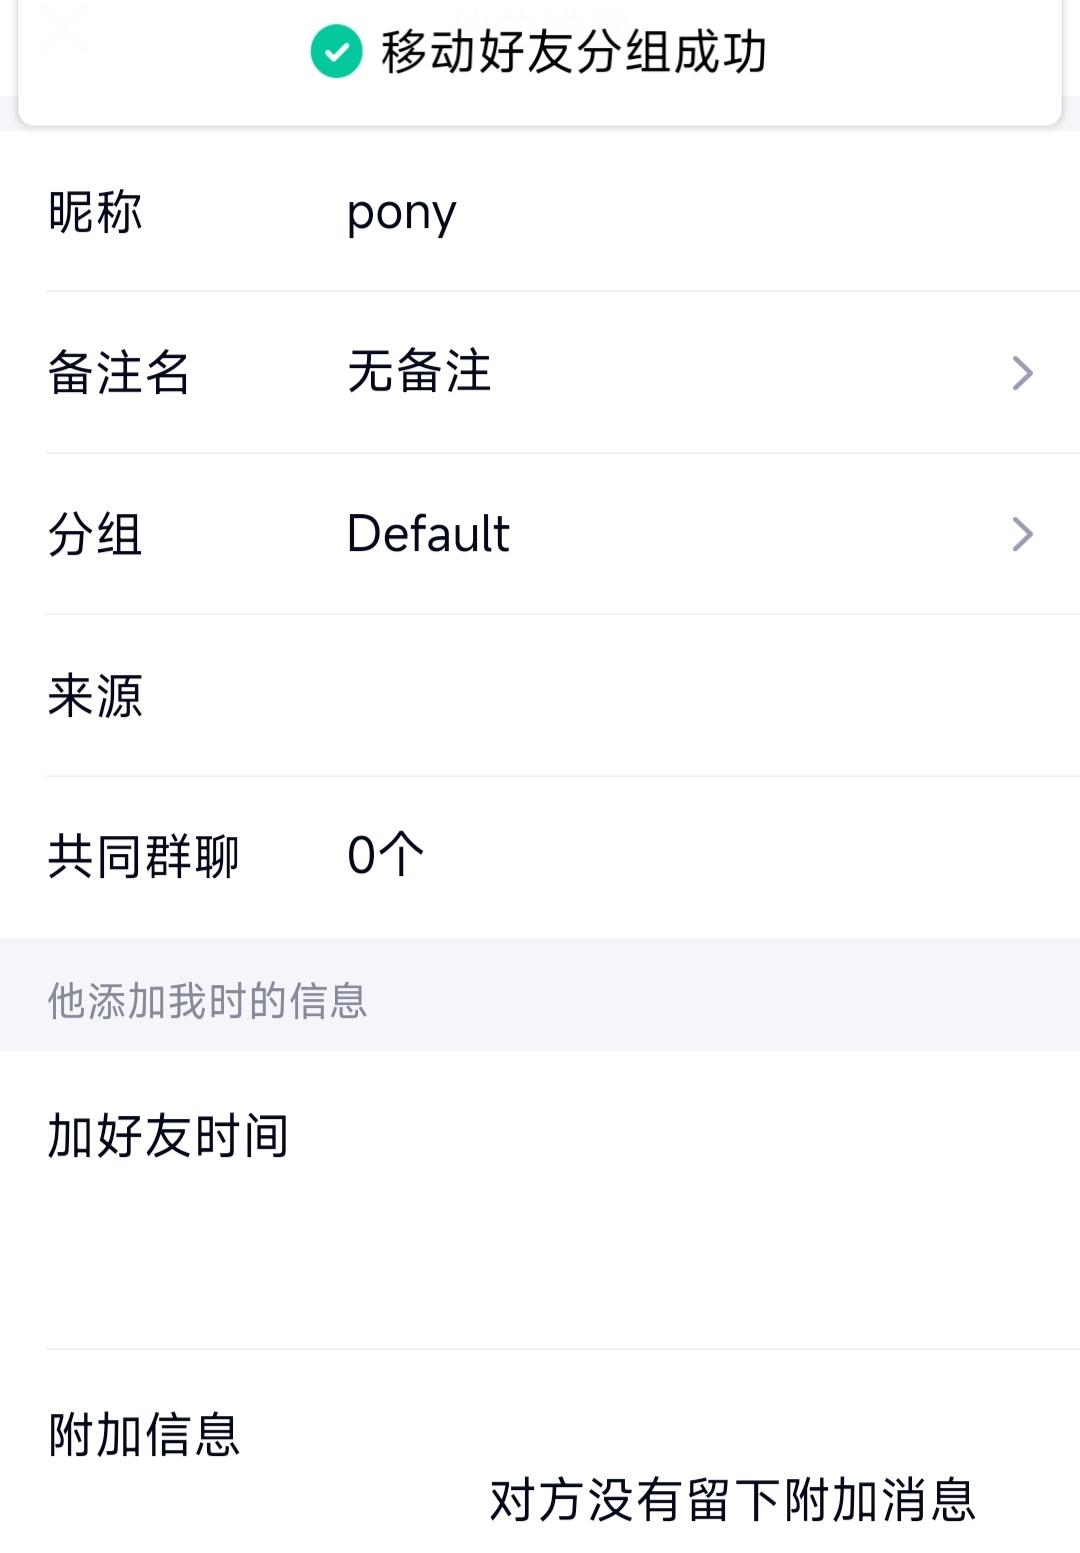 移动好友分组成功
昵称 pony
备注名 无备注
分组 Default
来源
共同群聊 0个
他添加我时的信息
加好友时间
附加信息
对方没有留下附加消息